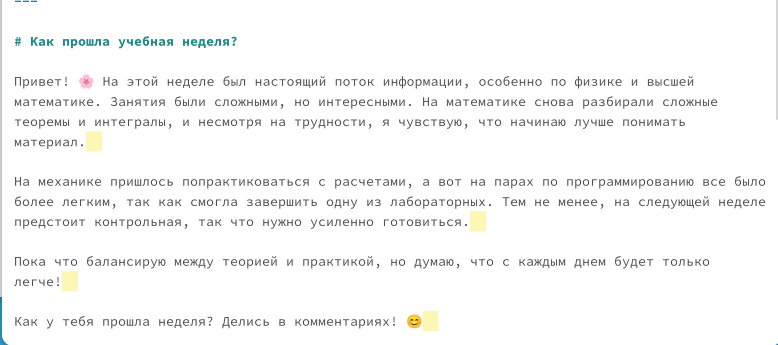 ---
# Как прошла учебная неделя?
Привет! 🌸 На этой неделе был настоящий поток информации, особенно по физике и высшей
математике. Занятия были сложными, но интересными. На математике снова разбирали сложные
теоремы и интегралы, и несмотря на трудности, я чувствую, что начинаю лучше понимать
материал.
На механике пришлось попрактиковаться с расчетами, а вот на парах по программированию все было
более легким, так как смогла завершить одну из лабораторных. Тем не менее, на следующей неделе
предстоит контрольная, так что нужно усиленно готовиться.
Пока что балансирую между теорией и практикой, но думаю, что с каждым днем будет только
легче!
Как у тебя прошла неделя? Делись в комментариях! 😊